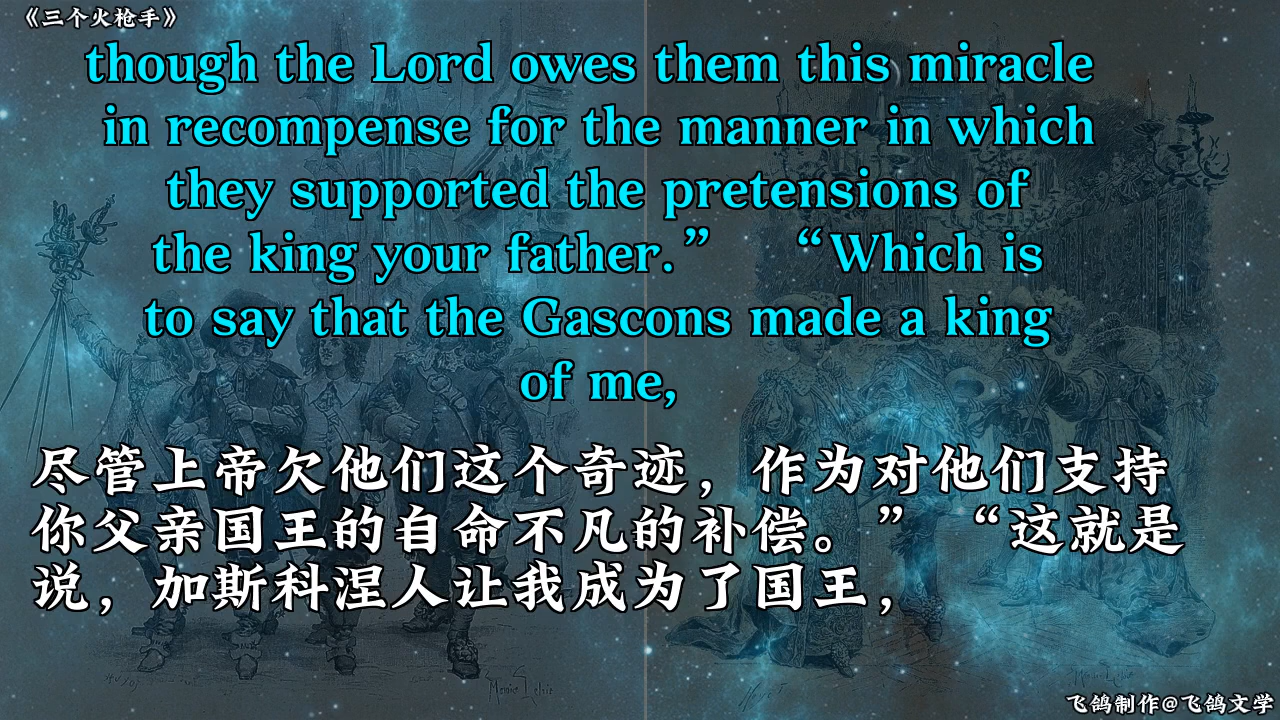 《三个火枪手》
though the Lord owes them this miracle
in recompense for the manner in which
they supported the pretensions of
the king your father.” “Which is
to say that the Gascons made a king
of me,
尽管上帝欠他们这个奇迹，作为对他们支持
你父亲国王的自命不凡的补偿。” “这就是
说，加斯科涅人让我成为了国王，
飞鸽制作@飞鸽文学